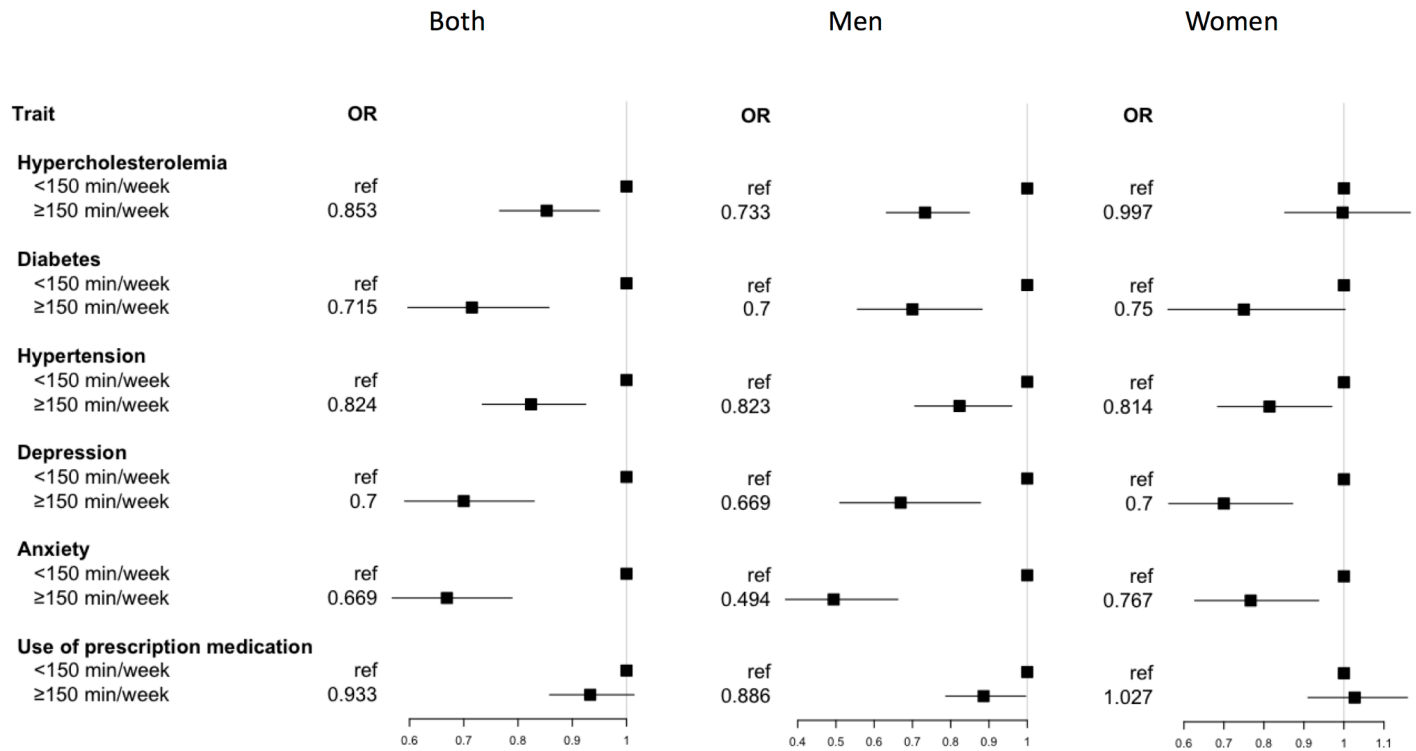 Both Men Women
Trait OR OR OR
Hypercholesterolemia
<150 min/week ref ref ref
≥150 min/week 0.853 0.733 0.997
Diabetes
<150 min/week ref ref ref
≥150 min/week 0.715 0.7 0.75
Hypertension
<150 min/week ref ref ref
≥150 min/week 0.824 0.823 0.814
Depression
<150 min/week ref ref ref
≥150 min/week 0.7 0.669 0.7
Anxiety
<150 min/week ref ref ref
≥150 min/week 0.669 0.494 0.767
Use of prescription medication
<150 min/week ref ref ref
≥150 min/week 0.933 0.886 1.027
0.6 0.7 0.8 0.9 1 0.4 0.5 0.6 0.7 0.8 0.9 1 0.6 0.7 0.8 0.9 1 1.1